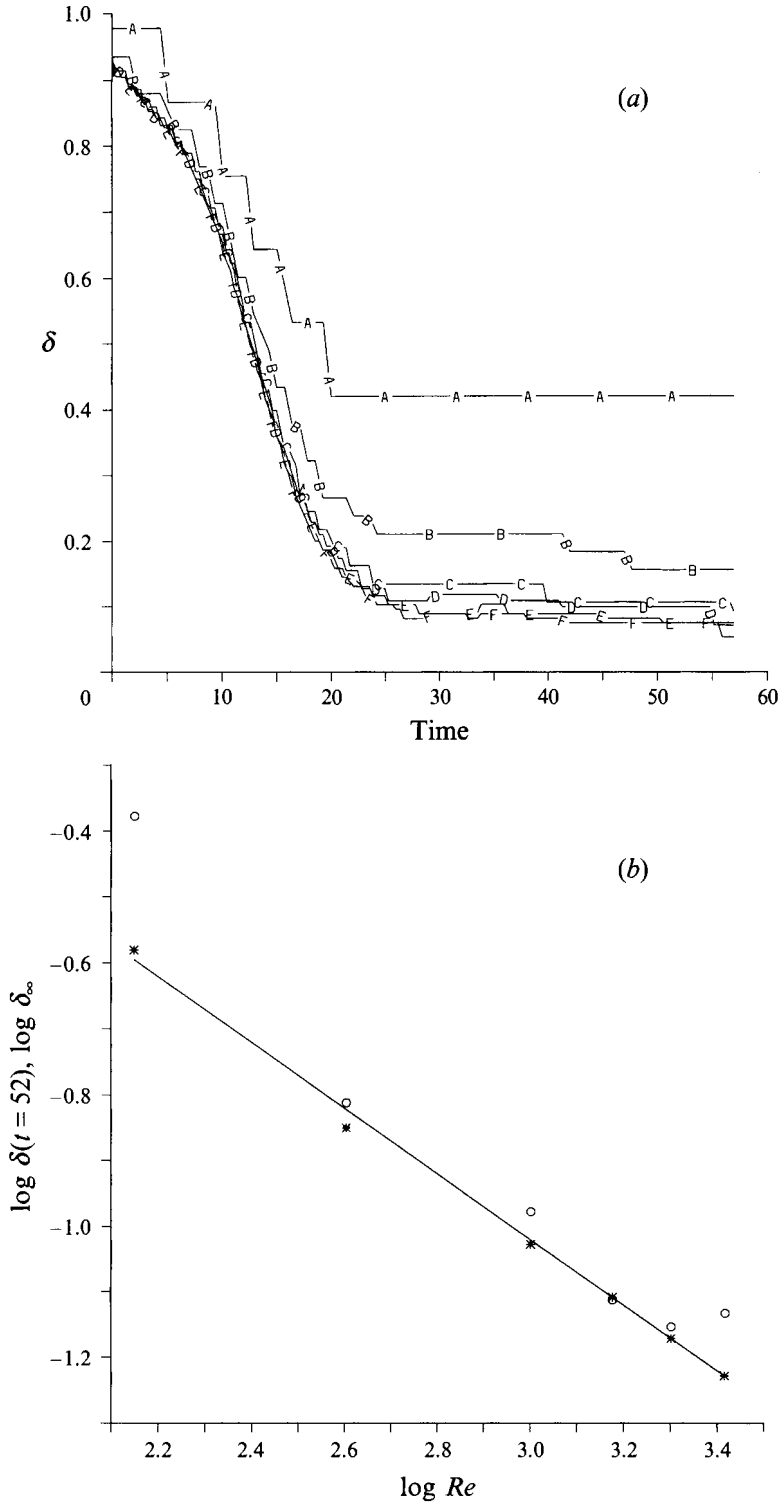 1.0
0.8
0.6
0.4
0.2
0
δ
(a)
A A A A A A A A A A A A A A
B B B B B B B B B B B B
C C C C C C
D D D D D
E E E E E
F F F F F F
10 20 30 40 50 60
Time
−0.4
−0.6
−0.8
−1.0
−1.2
log δ(t = 52), log δ∞
(b)
2.2 2.4 2.6 2.8 3.0 3.2 3.4
log Re